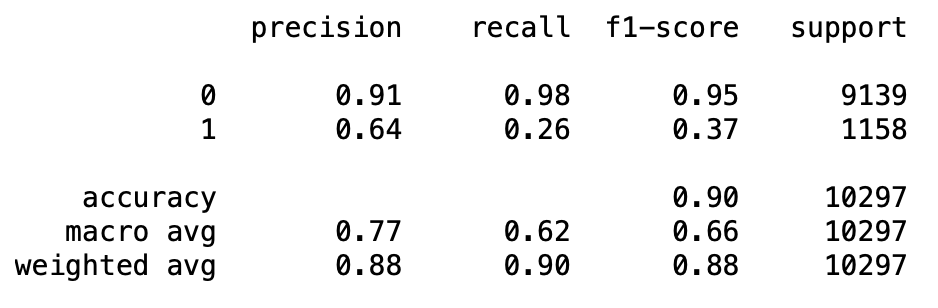 precision recall f1-score support
0 0.91 0.98 0.95 9139
1 0.64 0.26 0.37 1158
accuracy 0.90 10297
macro avg 0.77 0.62 0.66 10297
weighted avg 0.88 0.90 0.88 10297